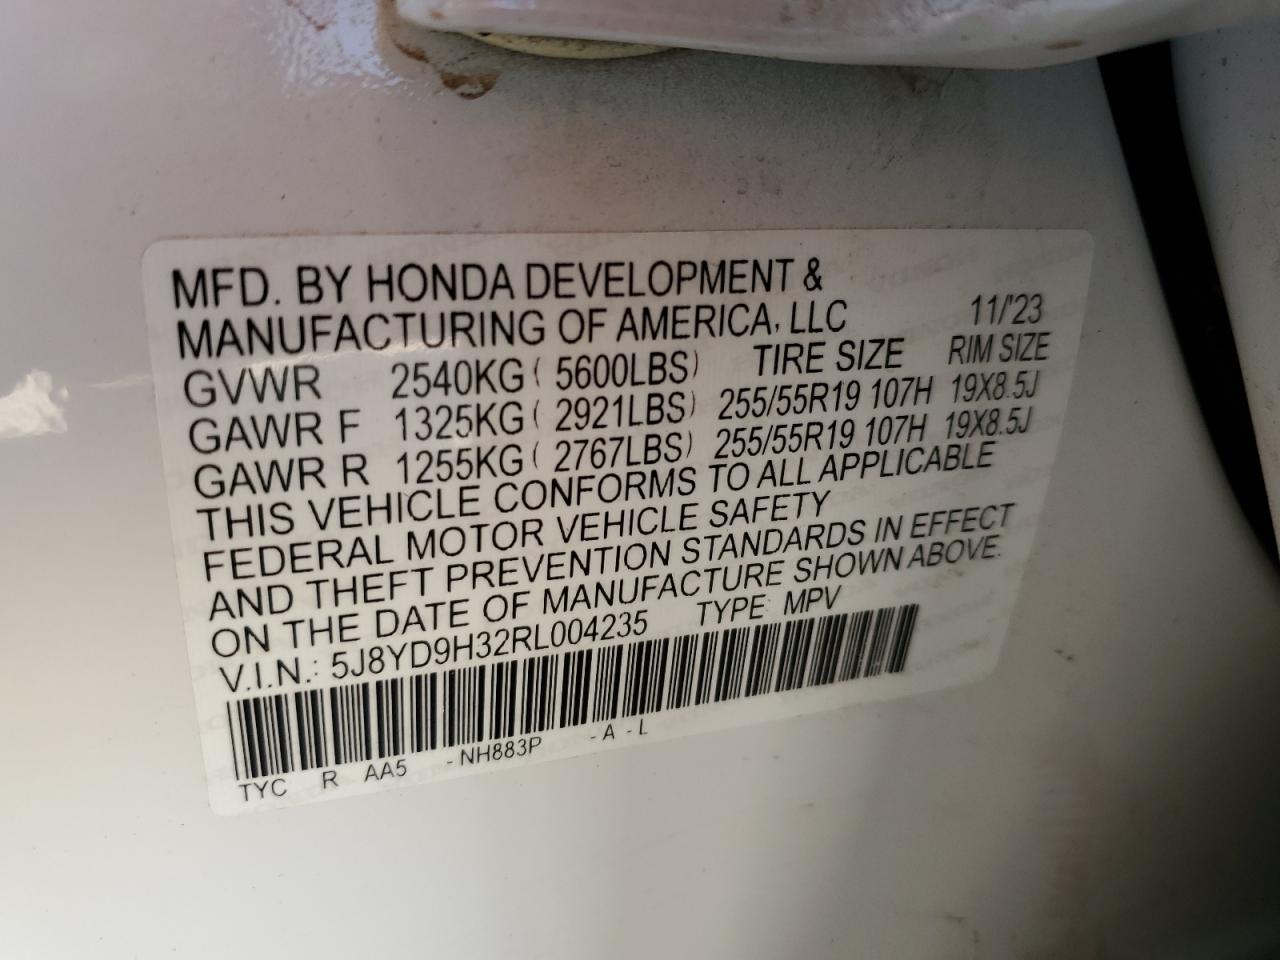 MFD. BY HONDA DEVELOPMENT &
MANUFACTURING OF AMERICA, LLC 11/'23
GVWR 2540KG ( 5600LBS) TIRE SIZE RIM SIZE
GAWR F 1325KG ( 2921LBS) 255/55R19 107H 19X8.5J
GAWR R 1255KG ( 2767LBS) 255/55R19 107H 19X8.5J
THIS VEHICLE CONFORMS TO ALL APPLICABLE
FEDERAL MOTOR VEHICLE SAFETY
AND THEFT PREVENTION STANDARDS IN EFFECT
ON THE DATE OF MANUFACTURE SHOWN ABOVE.
V.I.N.: 5J8YD9H32RL004235 TYPE: MPV
TYC R AA5 - NH883P - A - L